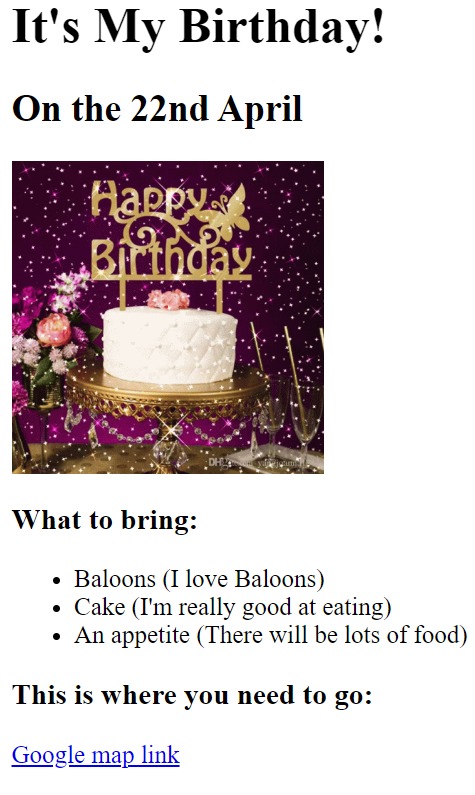 It's My Birthday!
On the 22nd April
Happy
Birthday
What to bring:
Baloons (I love Baloons)
Cake (I'm really good at eating)
An appetite (There will be lots of food)
This is where you need to go:
Google map link